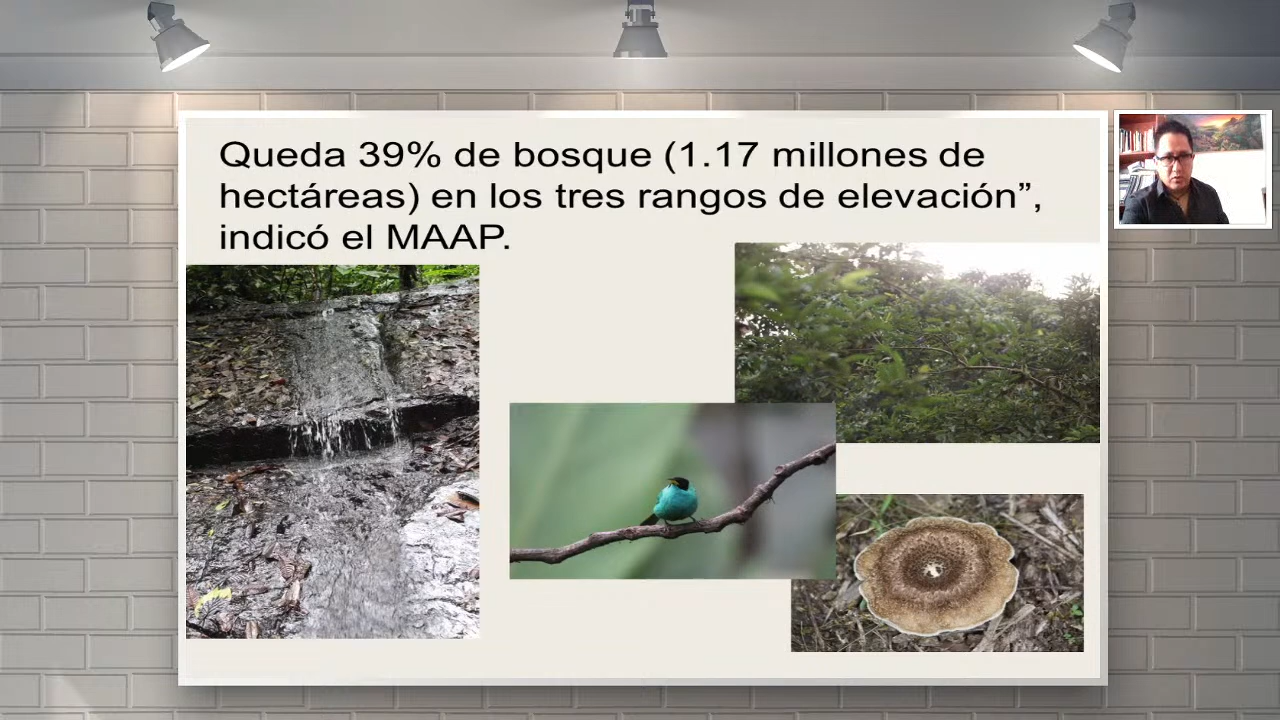 Queda 39% de bosque (1.17 millones de
hectáreas) en los tres rangos de elevación”,
indicó el MAAP.